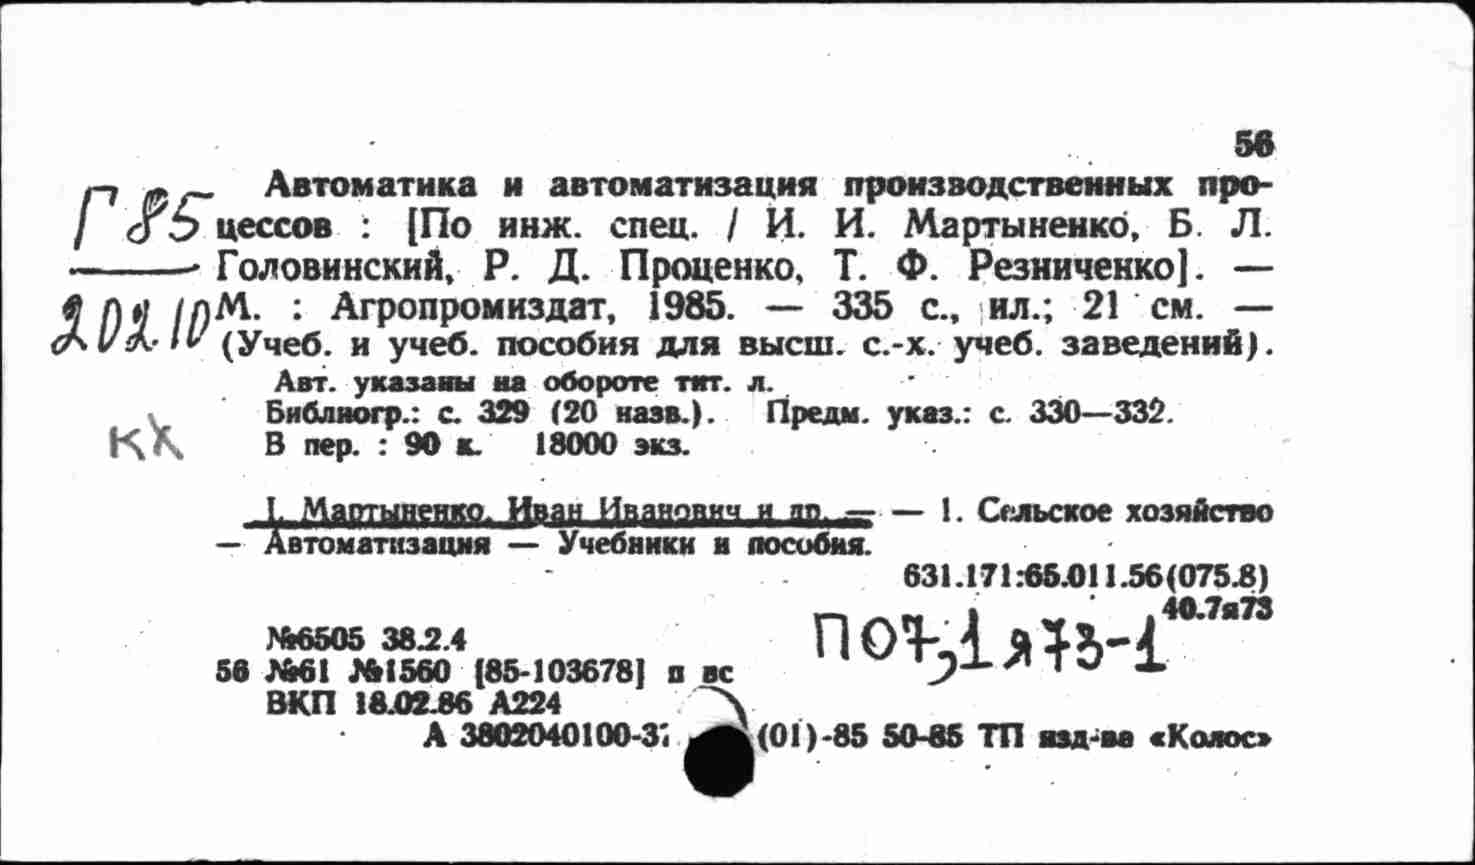 56
Автоматика и автоматизация производственных про-
Г 85 цессов : [По инж. спец. / И. И. Мартыненко, Б. Л.
Головинский, Р. Д. Проценко, Т. Ф. Резниченко]. —
202.10 М. : Агропромиздат, 1985. — 335 с., ил.; 21 см. —
(Учеб. и учеб. пособия для высш. с.-х. учеб. заведений).
Авт. указаны на обороте тит. л.
Библиогр.: с. 329 (20 назв.). Предм. указ.: с. 330—332.
кх В пер. : 90 к. 18000 экз.
I. Мартыненко, Иван Иванович и др. — — 1. Сельское хозяйство
— Автоматизация — Учебники и пособия.
631.171:65.011.56(075.8)
40.7я73
П07,1я73-1
№6505 38.2.4
56 №61 №1560 [85-103678] п вс
ВКП 18.02.86 А224
А 3802040100-3 (01)-85 50-85 ТП изд-ва «Колос»